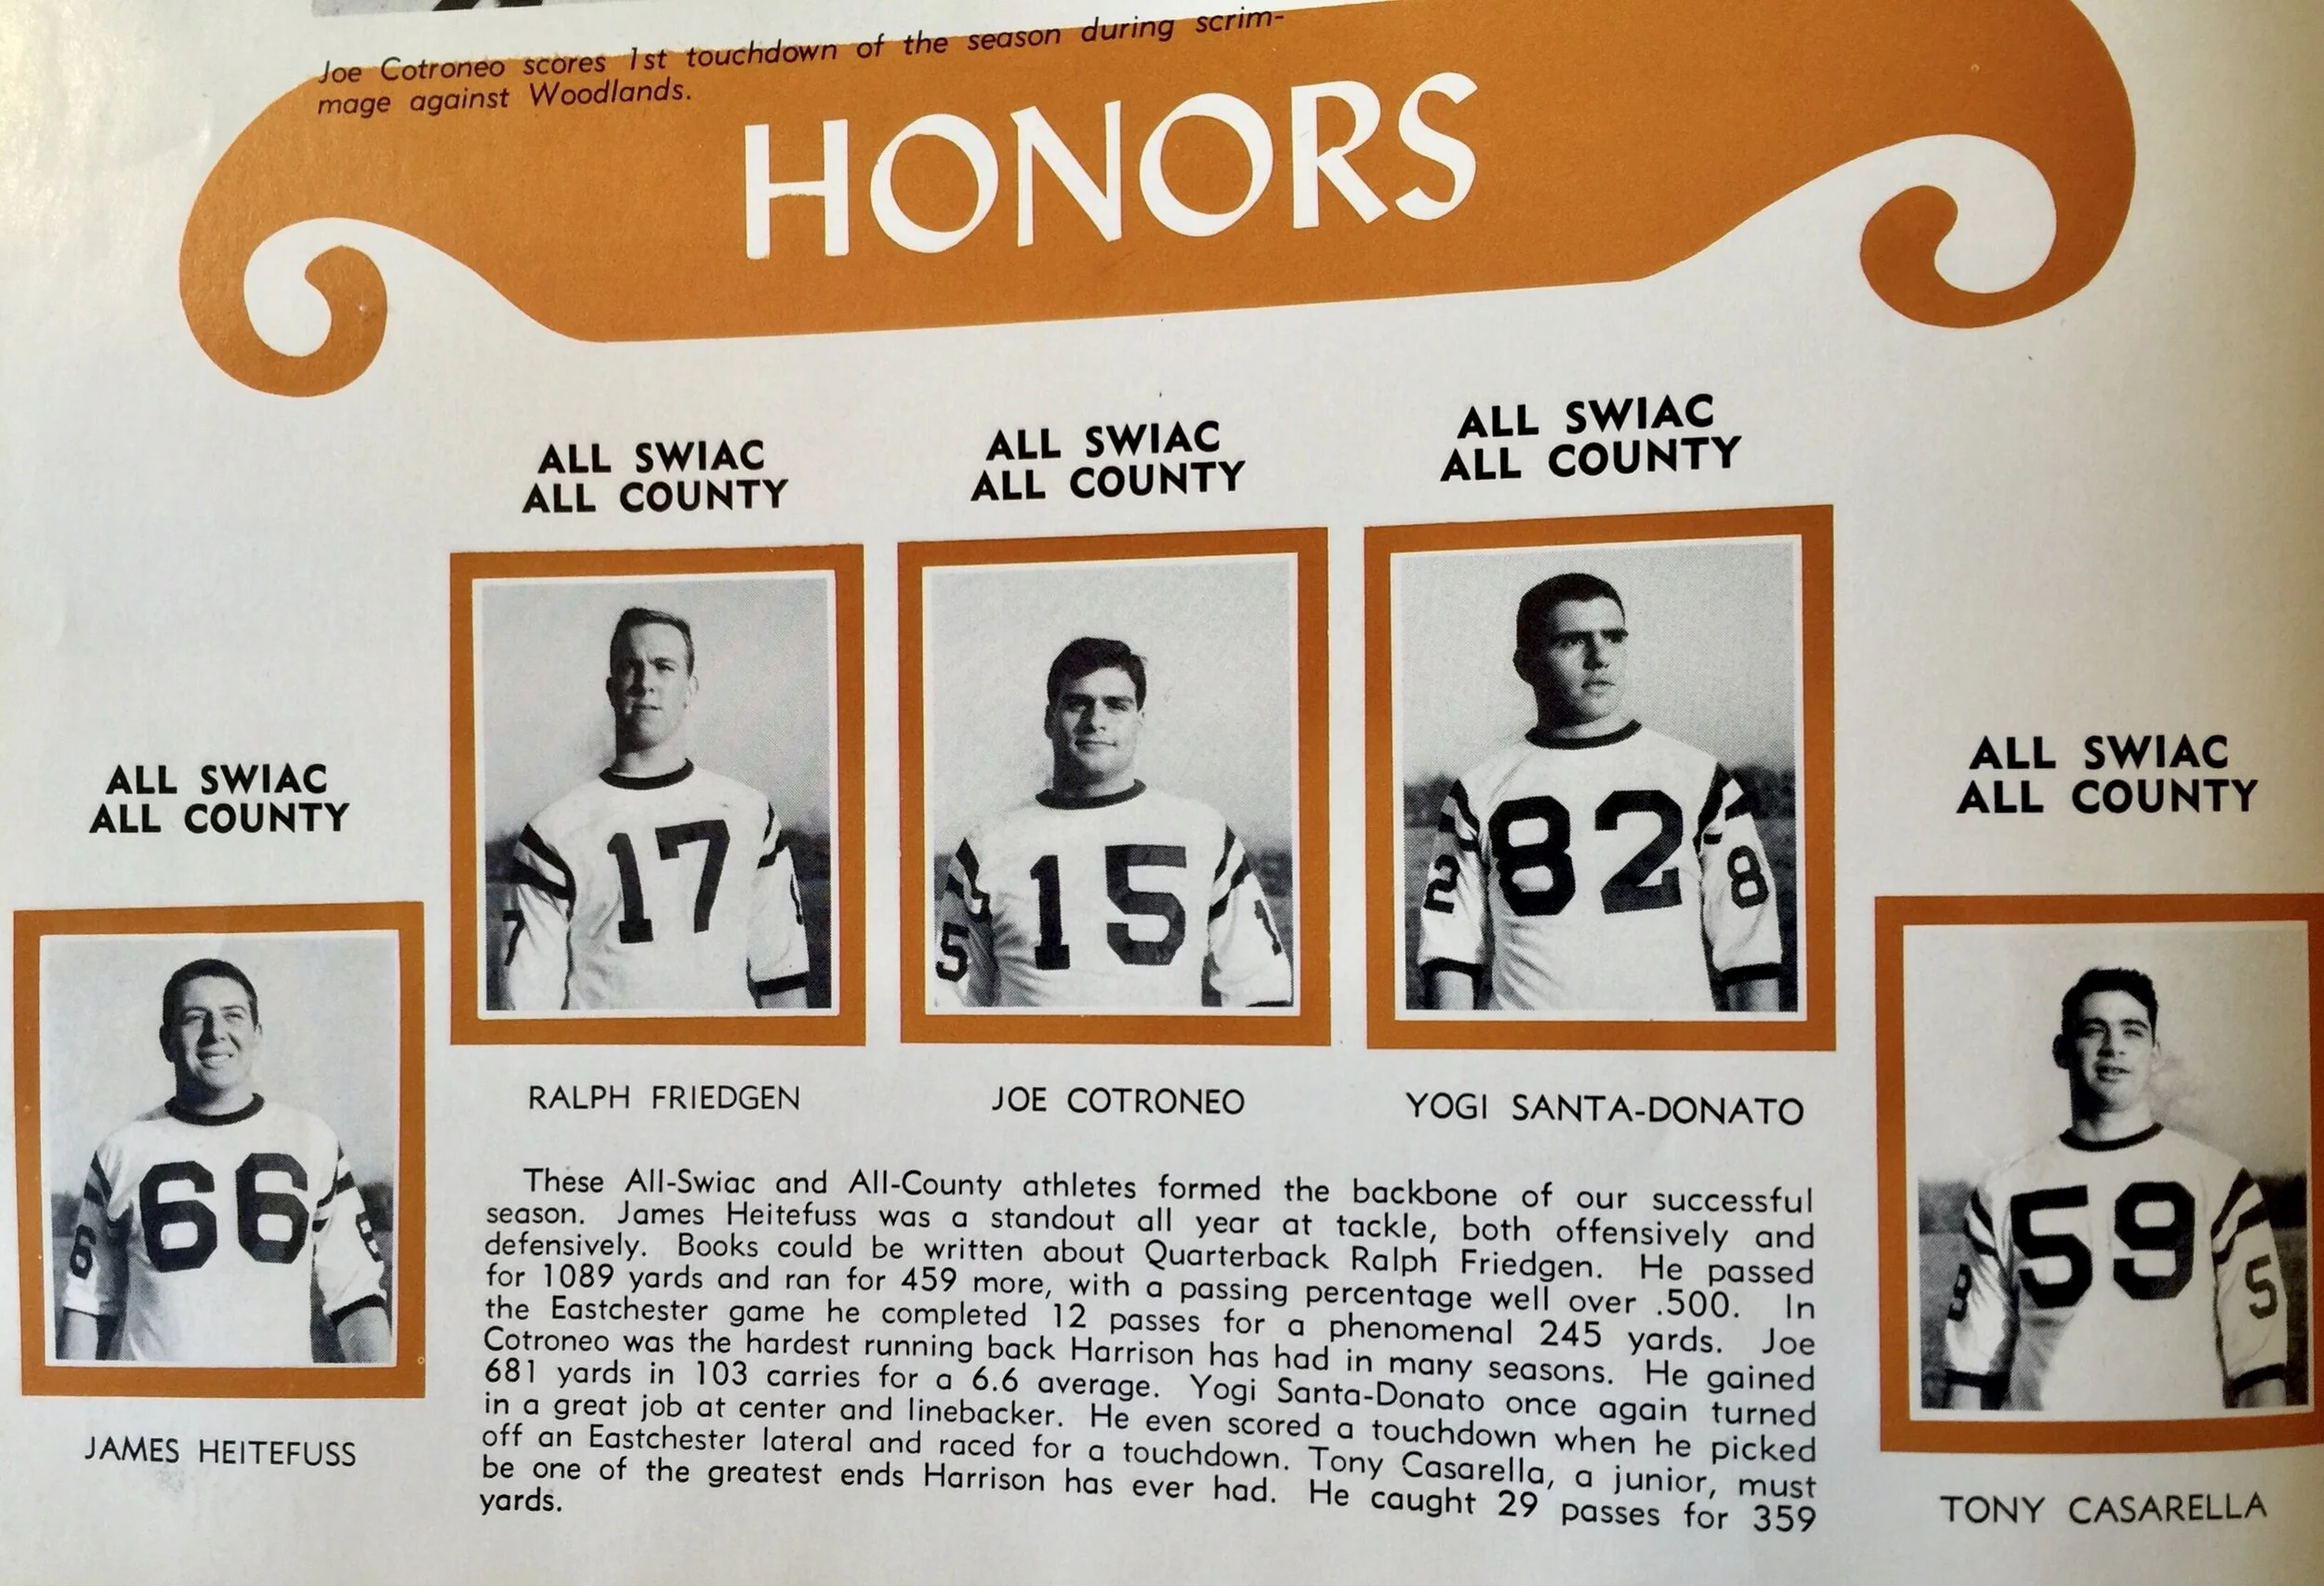 Joe Cotroneo scores 1st touchdown of the season during scrim-
mage against Woodlands.
HONORS
ALL SWIAC
ALL COUNTY
ALL SWIAC
ALL COUNTY
ALL SWIAC
ALL COUNTY
ALL SWIAC
ALL COUNTY
ALL SWIAC
ALL COUNTY
66
6
17
7
1
15
5
1
82
2
8
59
9
5
JAMES HEITEFUSS
RALPH FRIEDGEN
JOE COTRONEO
YOGI SANTA-DONATO
TONY CASARELLA
These All-Swiac and All-County athletes formed the backbone of our successful
season. James Heitefuss was a standout all year at tackle, both offensively and
defensively. Books could be written about Quarterback Ralph Friedgen. He passed
for 1089 yards and ran for 459 more, with a passing percentage well over .500. In
the Eastchester game he completed 12 passes for a phenomenal 245 yards. Joe
Cotroneo was the hardest running back Harrison has had in many seasons. He gained
681 yards in 103 carries for a 6.6 average. Yogi Santa-Donato once again turned
in a great job at center and linebacker. He even scored a touchdown when he picked
off an Eastchester lateral and raced for a touchdown. Tony Casarella, a junior, must
be one of the greatest ends Harrison has ever had. He caught 29 passes for 359
yards.